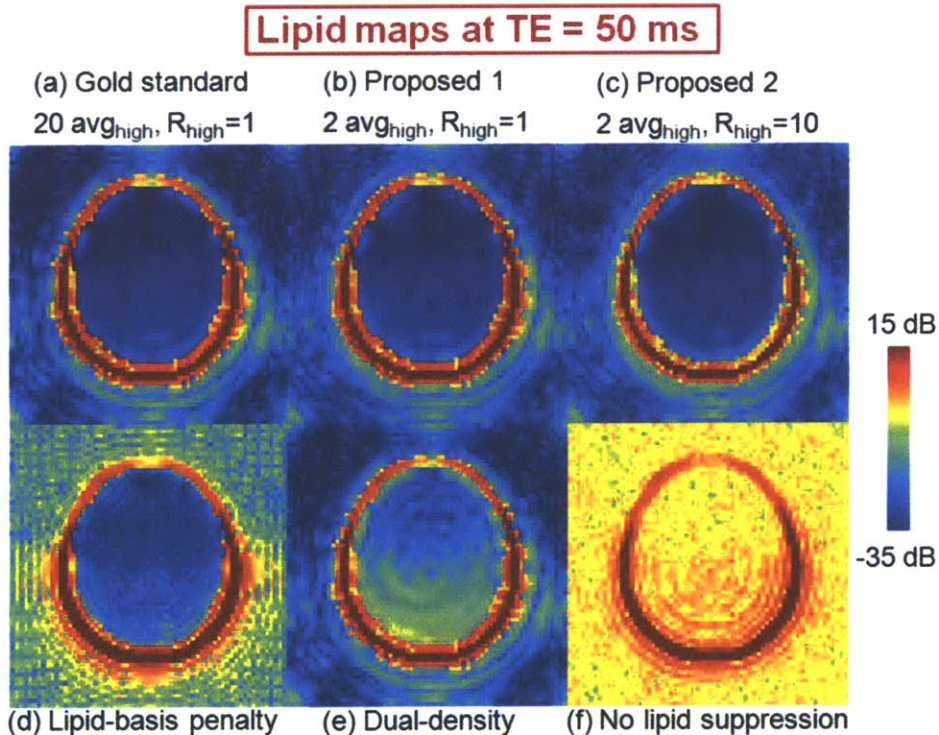 Lipid maps at TE = 50 ms
(a) Gold standard
20 avghigh, Rhigh=1
(b) Proposed 1
2 avghigh, Rhigh=1
(c) Proposed 2
2 avghigh, Rhigh=10
15 dB
-35 dB
(d) Lipid-basis penalty
(e) Dual-density
(f) No lipid suppression